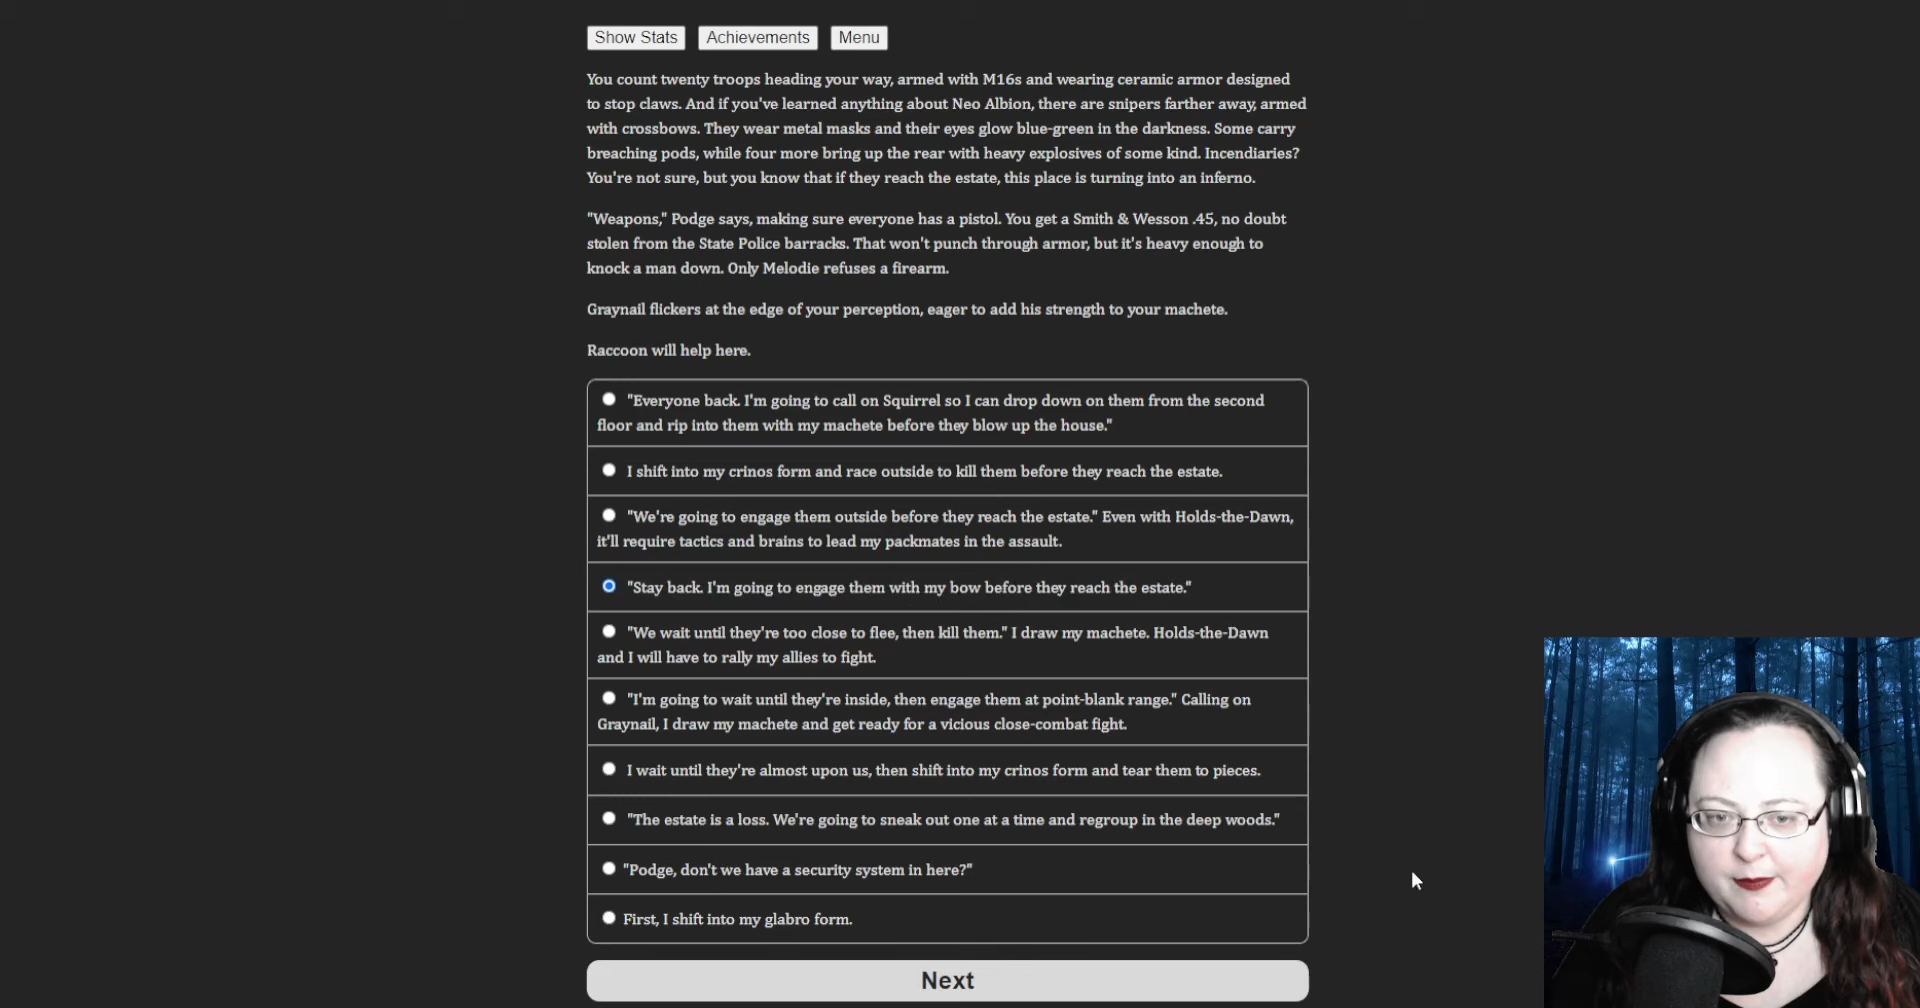 Show Stats Achievements Menu
You count twenty troops heading your way, armed with M16s and wearing ceramic armor designed
to stop claws. And if you've learned anything about Neo Albion, there are snipers farther away, armed
with crossbows. They wear metal masks and their eyes glow blue-green in the darkness. Some carry
breaching pods, while four more bring up the rear with heavy explosives of some kind. Incendiaries?
You're not sure, but you know that if they reach the estate, this place is turning into an inferno.
"Weapons," Podge says, making sure everyone has a pistol. You get a Smith & Wesson .45, no doubt
stolen from the State Police barracks. That won't punch through armor, but it's heavy enough to
knock a man down. Only Melodie refuses a firearm.
Graynail flickers at the edge of your perception, eager to add his strength to your machete.
Raccoon will help here.
"Everyone back. I'm going to call on Squirrel so I can drop down on them from the second
floor and rip into them with my machete before they blow up the house."
I shift into my crinos form and race outside to kill them before they reach the estate.
"We're going to engage them outside before they reach the estate." Even with Holds-the-Dawn,
it'll require tactics and brains to lead my packmates in the assault.
"Stay back. I'm going to engage them with my bow before they reach the estate."
"We wait until they're too close to flee, then kill them." I draw my machete. Holds-the-Dawn
and I will have to rally my allies to fight.
"I'm going to wait until they're inside, then engage them at point-blank range." Calling on
Graynail, I draw my machete and get ready for a vicious close-combat fight.
I wait until they're almost upon us, then shift into my crinos form and tear them to pieces.
"The estate is a loss. We're going to sneak out one at a time and regroup in the deep woods."
"Podge, don't we have a security system in here?"
First, I shift into my glabro form.
Next